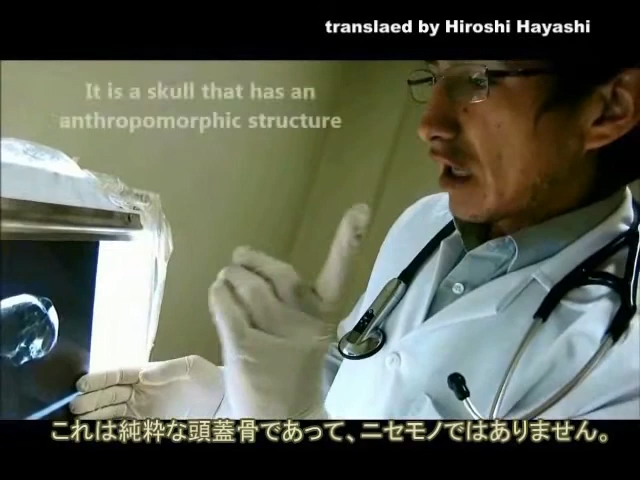 translaed by Hiroshi Hayashi
It is a skull that has an
anthropomorphic structure
これは純粋な頭蓋骨であって、ニセモノではありません。